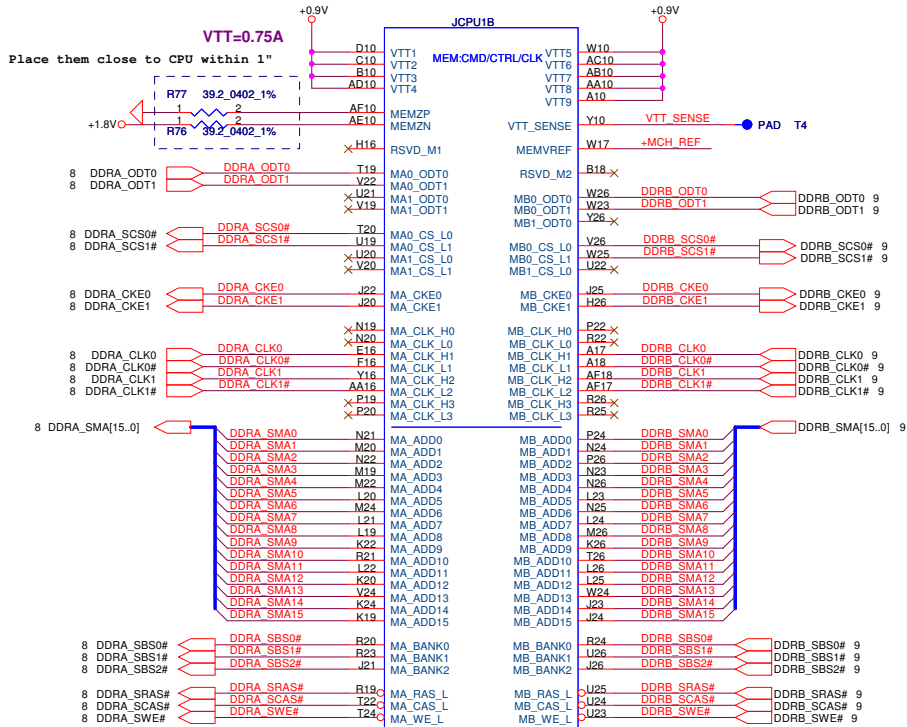 +0.9V +0.9V
JCPU1B
VTT=0.75A
Place them close to CPU within 1"
MEM:CMD/CTRL/CLK
D10 VTT1 VTT5 W10
C10 VTT2 VTT6 AC10
B10 VTT3 VTT7 AB10
AD10 VTT4 VTT8 AA10
VTT9 A10
R77 39.2_0402_1%
1 2 AF10 MEMZP
+1.8V 1 2 AE10 MEMZN VTT_SENSE Y10 VTT_SENSE PAD T4
R76 39.2_0402_1%
H16 RSVD_M1 MEMVREF W17 +MCH_REF
RSVD_M2 B18
8 DDRA_ODT0 DDRA_ODT0 T19 MA0_ODT0
8 DDRA_ODT1 DDRA_ODT1 V22 MA0_ODT1
U21 MA1_ODT0 MB0_ODT0 W26 DDRB_ODT0 DDRB_ODT0 9
V19 MA1_ODT1 MB0_ODT1 W23 DDRB_ODT1 DDRB_ODT1 9
MB1_ODT0 Y26
8 DDRA_SCS0# DDRA_SCS0# T20 MA0_CS_L0
8 DDRA_SCS1# DDRA_SCS1# U19 MA0_CS_L1 MB0_CS_L0 V26 DDRB_SCS0# DDRB_SCS0# 9
U20 MA1_CS_L0 MB0_CS_L1 W25 DDRB_SCS1# DDRB_SCS1# 9
V20 MA1_CS_L1 MB1_CS_L0 U22
8 DDRA_CKE0 DDRA_CKE0 J22 MA_CKE0 MB_CKE0 J25 DDRB_CKE0 DDRB_CKE0 9
8 DDRA_CKE1 DDRA_CKE1 J20 MA_CKE1 MB_CKE1 H26 DDRB_CKE1 DDRB_CKE1 9
N19 MA_CLK_H0 MB_CLK_H0 P22
N20 MA_CLK_L0 MB_CLK_L0 R22
8 DDRA_CLK0 DDRA_CLK0 E16 MA_CLK_H1 MB_CLK_H1 A17 DDRB_CLK0 DDRB_CLK0 9
8 DDRA_CLK0# DDRA_CLK0# F16 MA_CLK_L1 MB_CLK_L1 A18 DDRB_CLK0# DDRB_CLK0# 9
8 DDRA_CLK1 DDRA_CLK1 Y16 MA_CLK_H2 MB_CLK_H2 AF18 DDRB_CLK1 DDRB_CLK1 9
8 DDRA_CLK1# DDRA_CLK1# AA16 MA_CLK_L2 MB_CLK_L2 AF17 DDRB_CLK1# DDRB_CLK1# 9
P19 MA_CLK_H3 MB_CLK_H3 R26
P20 MA_CLK_L3 MB_CLK_L3 R25
8 DDRA_SMA[15..0] DDRB_SMA[15..0] 9
DDRA_SMA0 N21 MA_ADD0 MB_ADD0 P24 DDRB_SMA0
DDRA_SMA1 M20 MA_ADD1 MB_ADD1 N24 DDRB_SMA1
DDRA_SMA2 N22 MA_ADD2 MB_ADD2 P26 DDRB_SMA2
DDRA_SMA3 M19 MA_ADD3 MB_ADD3 N23 DDRB_SMA3
DDRA_SMA4 M22 MA_ADD4 MB_ADD4 N26 DDRB_SMA4
DDRA_SMA5 L20 MA_ADD5 MB_ADD5 L23 DDRB_SMA5
DDRA_SMA6 M24 MA_ADD6 MB_ADD6 N25 DDRB_SMA6
DDRA_SMA7 L21 MA_ADD7 MB_ADD7 L24 DDRB_SMA7
DDRA_SMA8 L19 MA_ADD8 MB_ADD8 M26 DDRB_SMA8
DDRA_SMA9 K22 MA_ADD9 MB_ADD9 K26 DDRB_SMA9
DDRA_SMA10 R21 MA_ADD10 MB_ADD10 T26 DDRB_SMA10
DDRA_SMA11 L22 MA_ADD11 MB_ADD11 L26 DDRB_SMA11
DDRA_SMA12 K20 MA_ADD12 MB_ADD12 L25 DDRB_SMA12
DDRA_SMA13 V24 MA_ADD13 MB_ADD13 W24 DDRB_SMA13
DDRA_SMA14 K24 MA_ADD14 MB_ADD14 J23 DDRB_SMA14
DDRA_SMA15 K19 MA_ADD15 MB_ADD15 J24 DDRB_SMA15
8 DDRA_SBS0# DDRA_SBS0# R20 MA_BANK0 MB_BANK0 R24 DDRB_SBS0# DDRB_SBS0# 9
8 DDRA_SBS1# DDRA_SBS1# R23 MA_BANK1 MB_BANK1 U26 DDRB_SBS1# DDRB_SBS1# 9
8 DDRA_SBS2# DDRA_SBS2# J21 MA_BANK2 MB_BANK2 J26 DDRB_SBS2# DDRB_SBS2# 9
8 DDRA_SRAS# DDRA_SRAS# R19 MA_RAS_L MB_RAS_L U25 DDRB_SRAS# DDRB_SRAS# 9
8 DDRA_SCAS# DDRA_SCAS# T22 MA_CAS_L MB_CAS_L U24 DDRB_SCAS# DDRB_SCAS# 9
8 DDRA_SWE# DDRA_SWE# T24 MA_WE_L MB_WE_L U23 DDRB_SWE# DDRB_SWE# 9